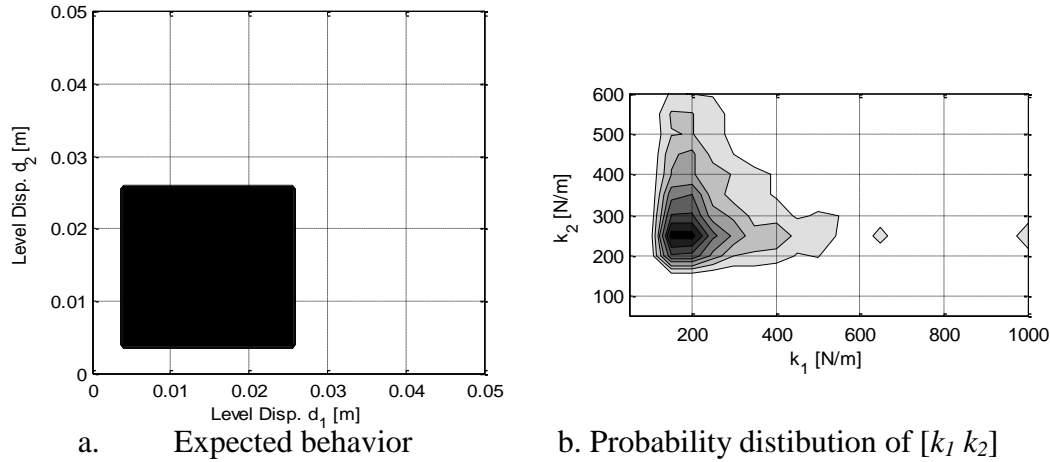 0.05
0.04
0.03
0.02
0.01
0
Level Disp. d2 [m]
0 0.01 0.02 0.03 0.04 0.05
Level Disp. d1 [m]
a. Expected behavior
600
500
400
300
200
100
k2 [N/m]
200 400 600 800 1000
k1 [N/m]
b. Probability distibution of [k1 k2]